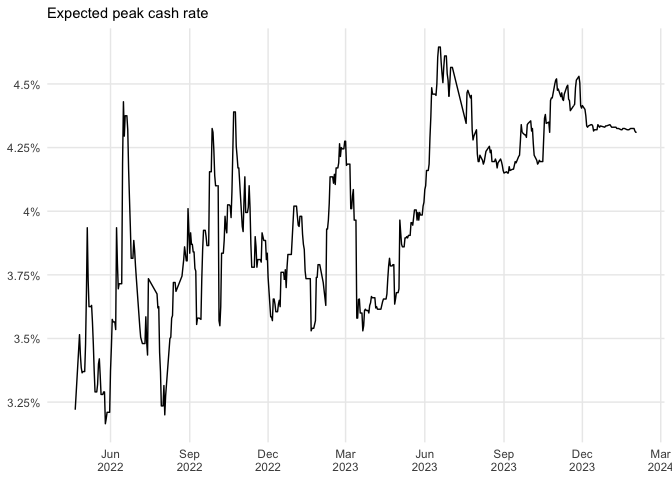 Expected peak cash rate
4.5%
4.25%
4%
3.75%
3.5%
3.25%
Jun Sep Dec Mar Jun Sep Dec Mar
2022 2022 2022 2023 2023 2023 2023 2024